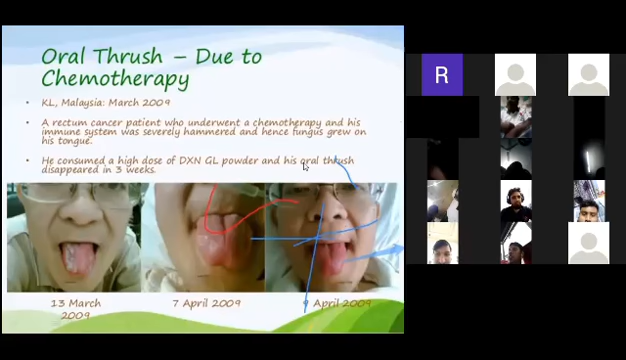 Oral Thrush – Due to
Chemotherapy
• KL, Malaysia: March 2009
• A rectum cancer patient who underwent a chemotherapy and his
immune system was severely hammered and hence fungus grew on
his tongue.
• He consumed a high dose of DXN GL powder and his oral thrush
disappeared in 3 weeks.
13 March
2009
7 April 2009
9 April 2009
R